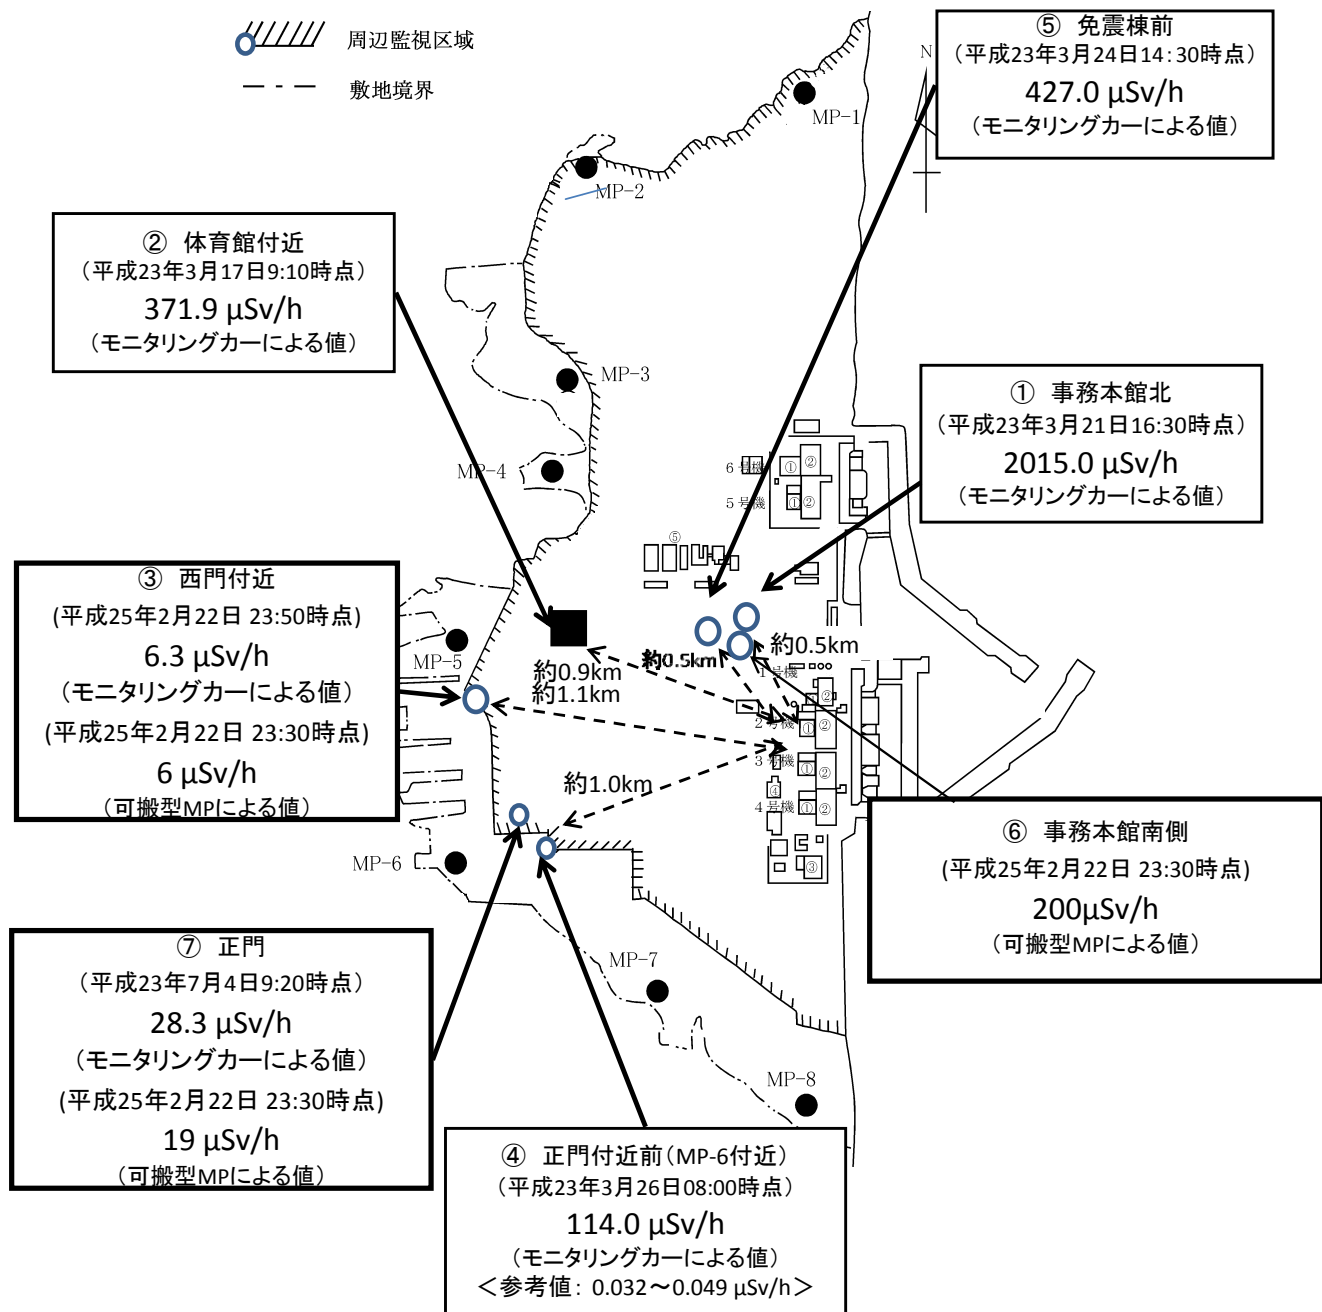 周辺監視区域
敷地境界
⑤ 免震棟前
(平成23年3月24日14:30時点)
427.0 μSv/h
(モニタリングカーによる値)
N
MP-1
MP-2
② 体育館付近
(平成23年3月17日9:10時点)
371.9 μSv/h
(モニタリングカーによる値)
MP-3
① 事務本館北
(平成23年3月21日16:30時点)
2015.0 μSv/h
(モニタリングカーによる値)
MP-4
6号機
① ②
5号機
① ②
⑤
③ 西門付近
(平成25年2月22日 23:50時点)
6.3 μSv/h
(モニタリングカーによる値)
(平成25年2月22日 23:30時点)
6 μSv/h
(可搬型MPによる値)
MP-5
約0.9km
約1.1km
約0.5km
約0.5km
1号機
②
2号機
① ②
3号機
① ②
約1.0km
④
4号機
① ②
③
MP-6
⑥ 事務本館南側
(平成25年2月22日 23:30時点)
200μSv/h
(可搬型MPによる値)
⑦ 正門
(平成23年7月4日9:20時点)
28.3 μSv/h
(モニタリングカーによる値)
(平成25年2月22日 23:30時点)
19 μSv/h
(可搬型MPによる値)
MP-7
MP-8
④ 正門付近前(MP-6付近)
(平成23年3月26日08:00時点)
114.0 μSv/h
(モニタリングカーによる値)
<参考値: 0.032~0.049 μSv/h>